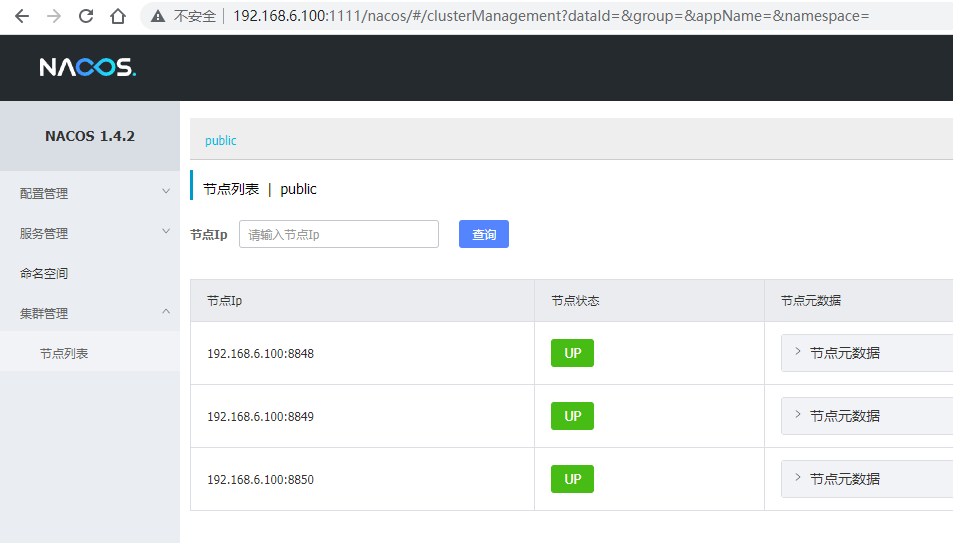 不安全 | 192.168.6.100:1111/nacos/#/clusterManagement?dataId=&group=&appName=&namespace=
NACOS.
NACOS 1.4.2
配置管理
服务管理
命名空间
集群管理
节点列表
public
节点列表 | public
节点Ip 请输入节点Ip 查询
节点Ip 节点状态 节点元数据
192.168.6.100:8848 UP 节点元数据
192.168.6.100:8849 UP 节点元数据
192.168.6.100:8850 UP 节点元数据